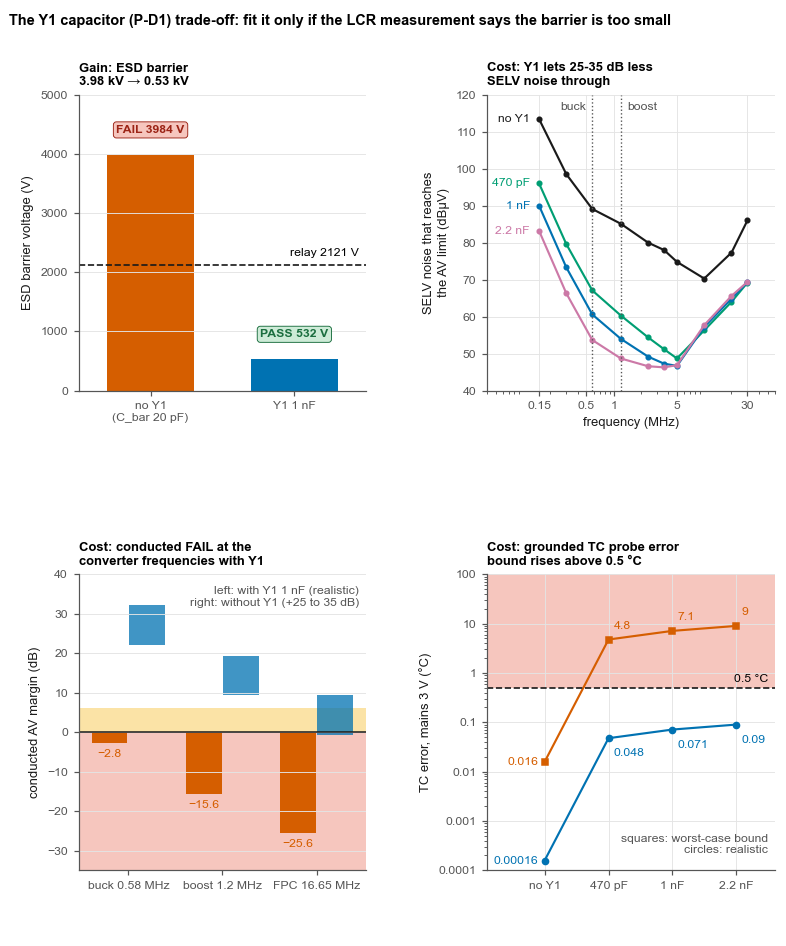 The Y1 capacitor (P-D1) trade-off: fit it only if the LCR measurement says the barrier is too small
Gain: ESD barrier
3.98 kV → 0.53 kV
ESD barrier voltage (V)
5000
4000
3000
2000
1000
0
FAIL 3984 V
relay 2121 V
PASS 532 V
no Y1
(C_bar 20 pF)
Y1 1 nF
Cost: Y1 lets 25-35 dB less
SELV noise through
SELV noise that reaches
the AV limit (dBµV)
120
110
100
90
80
70
60
50
40
buck
boost
no Y1
470 pF
1 nF
2.2 nF
0.15
0.5
1
5
30
frequency (MHz)
Cost: conducted FAIL at the
converter frequencies with Y1
conducted AV margin (dB)
40
30
20
10
0
−10
−20
−30
left: with Y1 1 nF (realistic)
right: without Y1 (+25 to 35 dB)
−2.8
−15.6
−25.6
buck 0.58 MHz
boost 1.2 MHz
FPC 16.65 MHz
Cost: grounded TC probe error
bound rises above 0.5 °C
TC error, mains 3 V (°C)
100
10
1
0.1
0.01
0.001
0.0001
4.8
7.1
9
0.5 °C
0.016
0.048
0.071
0.09
0.00016
squares: worst-case bound
circles: realistic
no Y1
470 pF
1 nF
2.2 nF